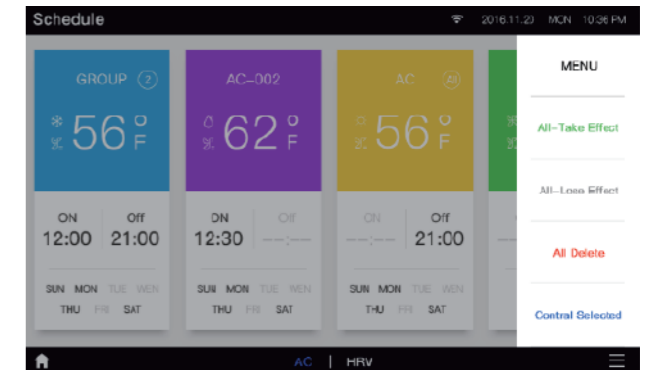 Schedule 2016.11.20 MON 10:36 PM
GROUP 2
56°F
ON Off
12:00 21:00
SUN MON TUE WEN
THU FRI SAT
AC-002
62°F
ON Off
12:30 --:--
SUN MON TUE WEN
THU FRI SAT
AC All
56°F
ON Off
--:-- 21:00
SUN MON TUE WEN
THU FRI SAT
MENU
All-Take Effect
All-Lose Effect
All Delete
Contral Selected
AC | HRV